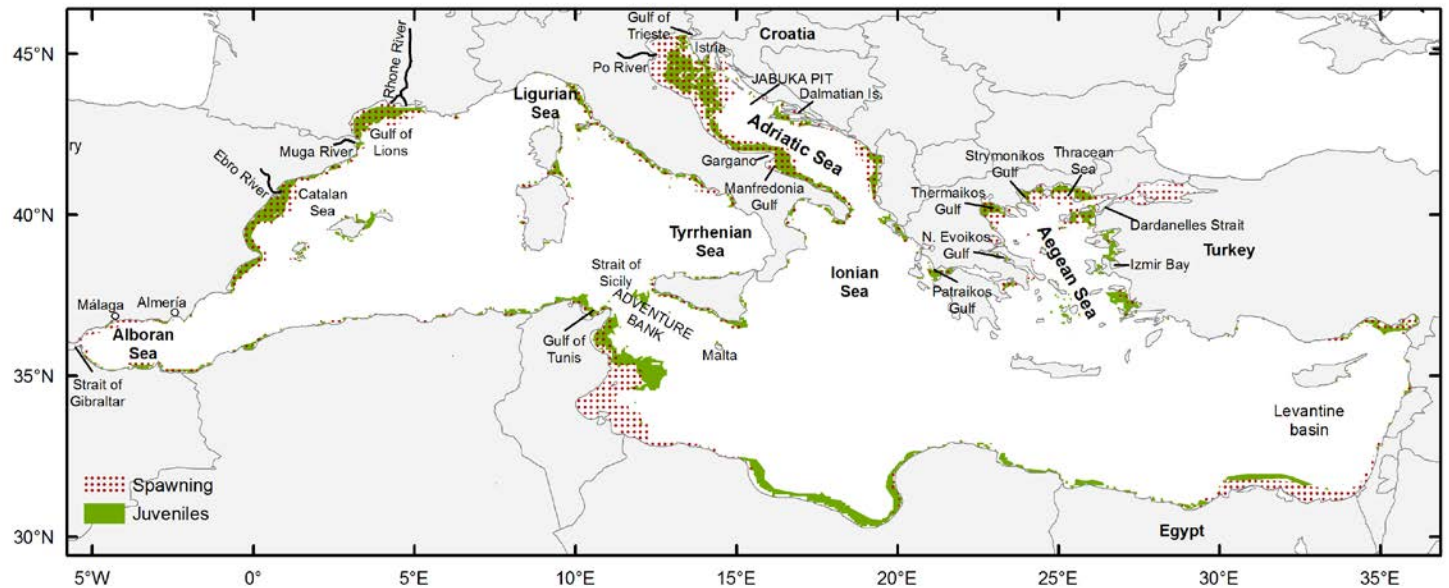 Gulf of
Trieste
Croatia
45°N
Rhone River
Istria
Po River
JABUKA PIT
Dalmatian Is.
Ligurian
Sea
Gulf of
Lions
Adriatic Sea
ry
Muga River
Gargano
Strymonikos
Gulf
Thracean
Sea
Ebro River
Catalan
Sea
Manfredonia
Gulf
Thermaikos
Gulf
40°N
Dardanelles Strait
Tyrrhenian
Sea
N. Evoikos
Gulf
Aegean Sea
Turkey
Izmir Bay
Strait of
Sicily
Ionian
Sea
Patraikos
Gulf
Málaga
Almería
ADVENTURE
BANK
Alboran
Sea
Gulf of
Tunis
Malta
35°N
Strait of
Gibraltar
Levantine
basin
Spawning
Juveniles
Egypt
30°N
5°W
0°
5°E
10°E
15°E
20°E
25°E
30°E
35°E